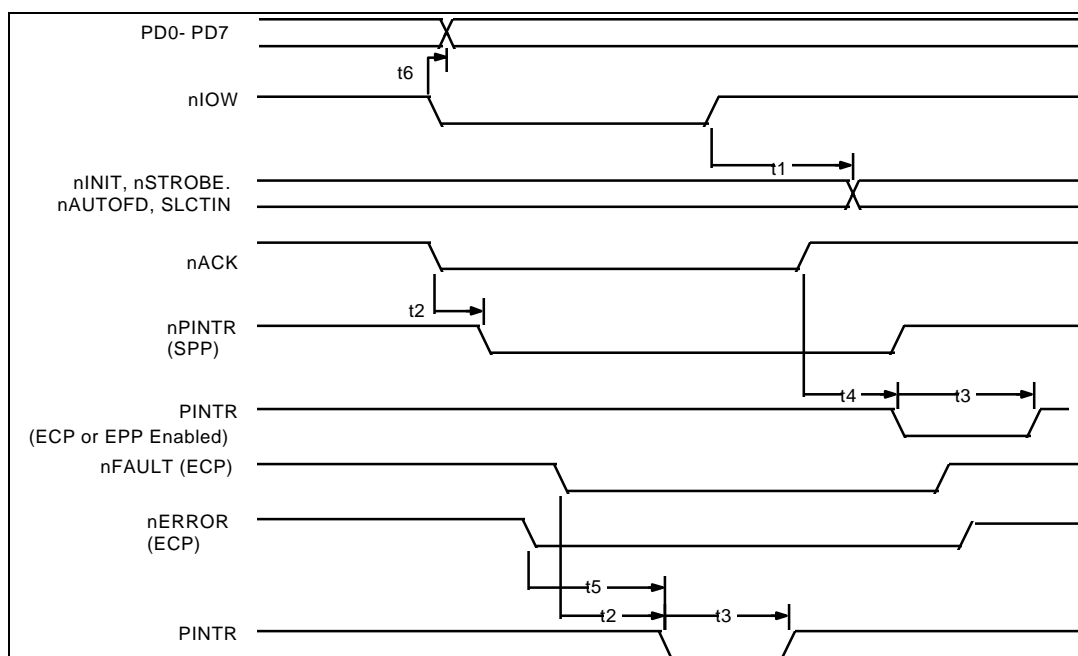 PD0- PD7
t6
nIOW
t1
nINIT, nSTROBE.
nAUTOFD, SLCTIN
nACK
t2
nPINTR
(SPP)
t4
t3
PINTR
(ECP or EPP Enabled)
nFAULT (ECP)
nERROR
(ECP)
t5
t2
t3
PINTR